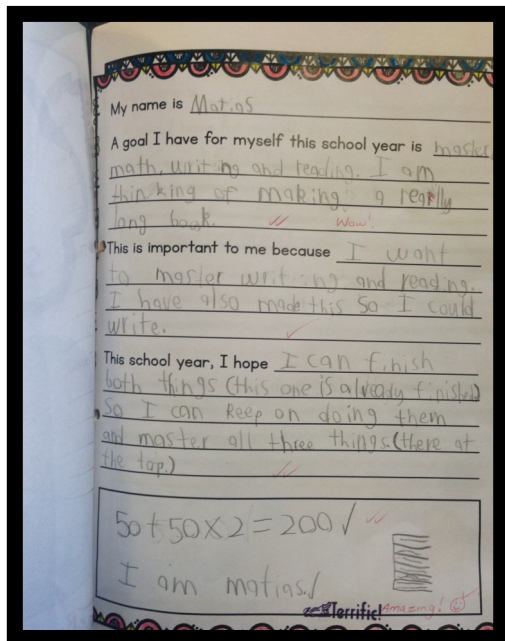 My name is Matias
A goal I have for myself this school year is master
math, writing and reading. I am
thinking of making a really
long book. Wow!
This is important to me because I want
to master writing and reading.
I have also made this so I could
write.
This school year, I hope I can finish
both things (this one is already finished)
so I can keep on doing them
and master all three things. (there at
the top.)
50+50×2=200
I am matias.
Terrific! Amazing!